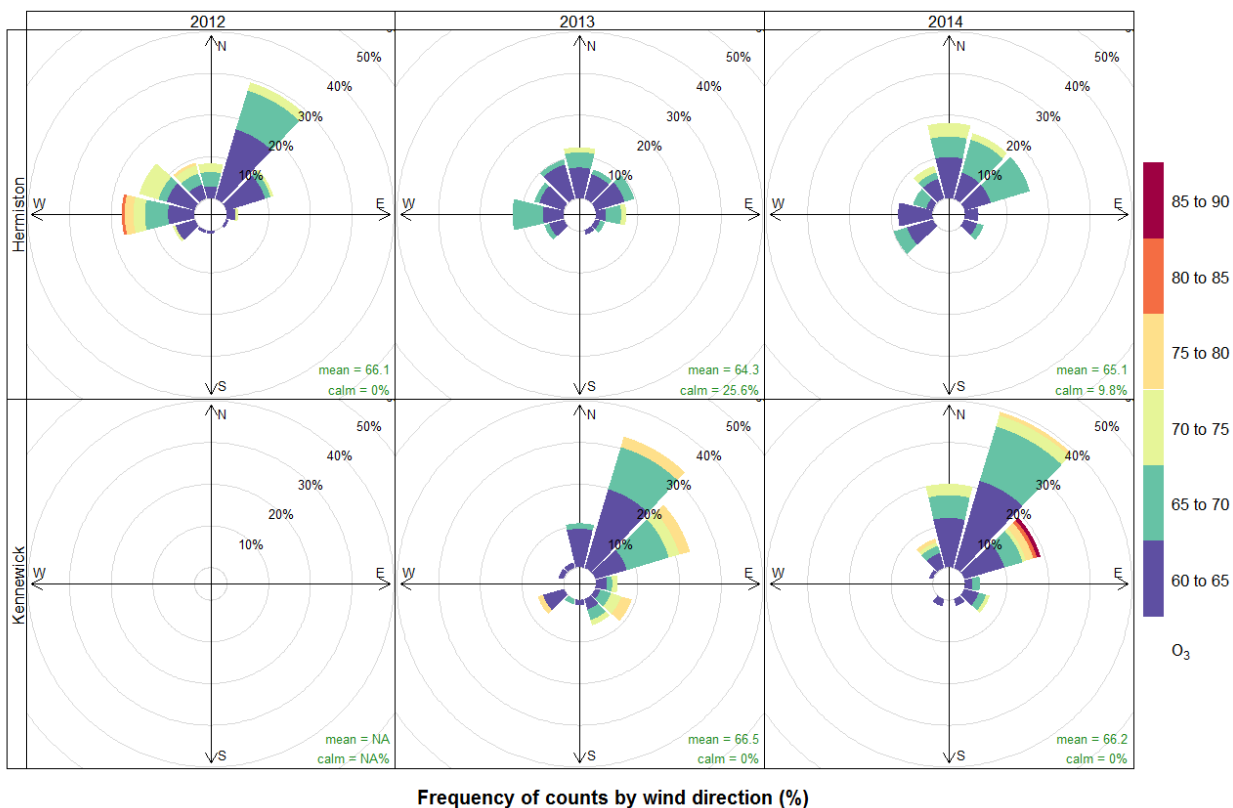 2012 2013 2014
Hermiston
N
50%
40%
30%
20%
10%
W E
S
mean = 66.1
calm = 0%
N
50%
40%
30%
20%
10%
W E
S
mean = 64.3
calm = 25.6%
N
50%
40%
30%
20%
10%
W E
S
mean = 65.1
calm = 9.8%
Kennewick
N
50%
40%
30%
20%
10%
W E
S
mean = NA
calm = NA%
N
50%
40%
30%
20%
10%
W E
S
mean = 66.5
calm = 0%
N
50%
40%
30%
20%
10%
W E
S
mean = 66.2
calm = 0%
85 to 90
80 to 85
75 to 80
70 to 75
65 to 70
60 to 65
O₃
Frequency of counts by wind direction (%)